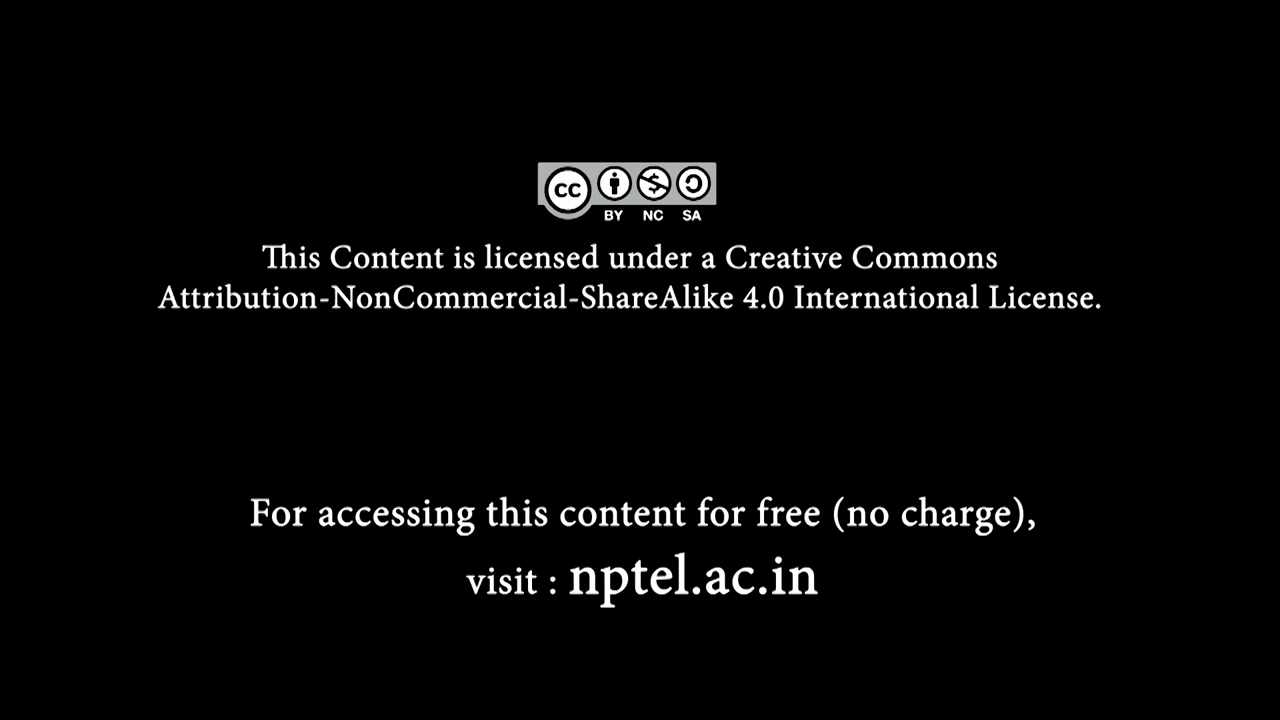 cc
BY NC SA
This Content is licensed under a Creative Commons
Attribution-NonCommercial-ShareAlike 4.0 International License.
For accessing this content for free (no charge),
visit : nptel.ac.in